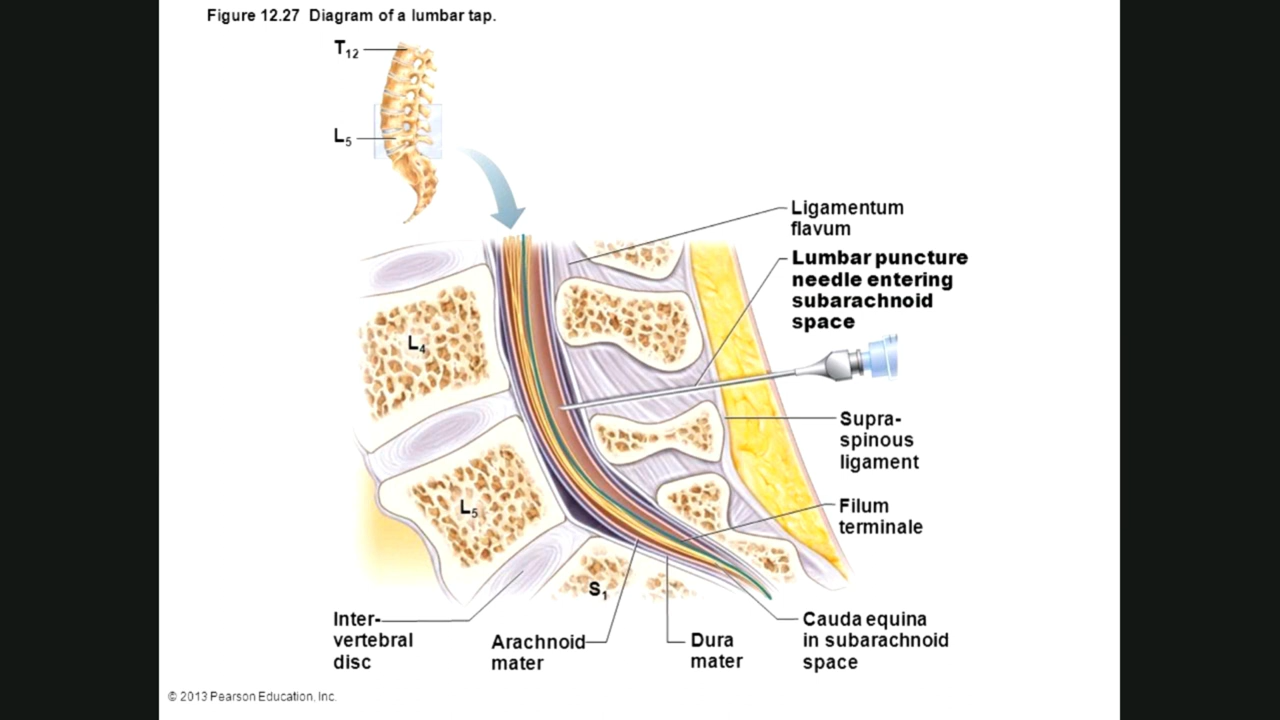 Figure 12.27 Diagram of a lumbar tap.
T12
L5
Ligamentum
flavum
Lumbar puncture
needle entering
subarachnoid
space
L4
Supra-
spinous
ligament
L5
Filum
terminale
S1
Inter-
vertebral
disc
Arachnoid
mater
Dura
mater
Cauda equina
in subarachnoid
space
© 2013 Pearson Education, Inc.